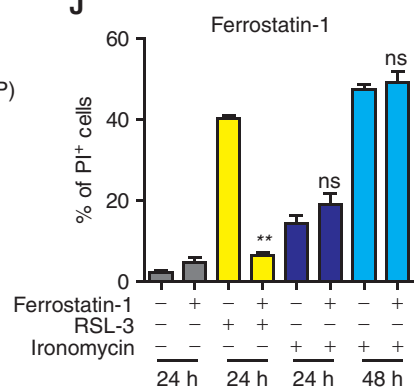 J
Ferrostatin-1
P)
% of PI+ cells
60
40
20
0
**
ns
ns
Ferrostatin-1 − + − + − + − +
RSL-3 − − + + − − − −
Ironomycin − − − − + + + +
24 h 24 h 24 h 48 h